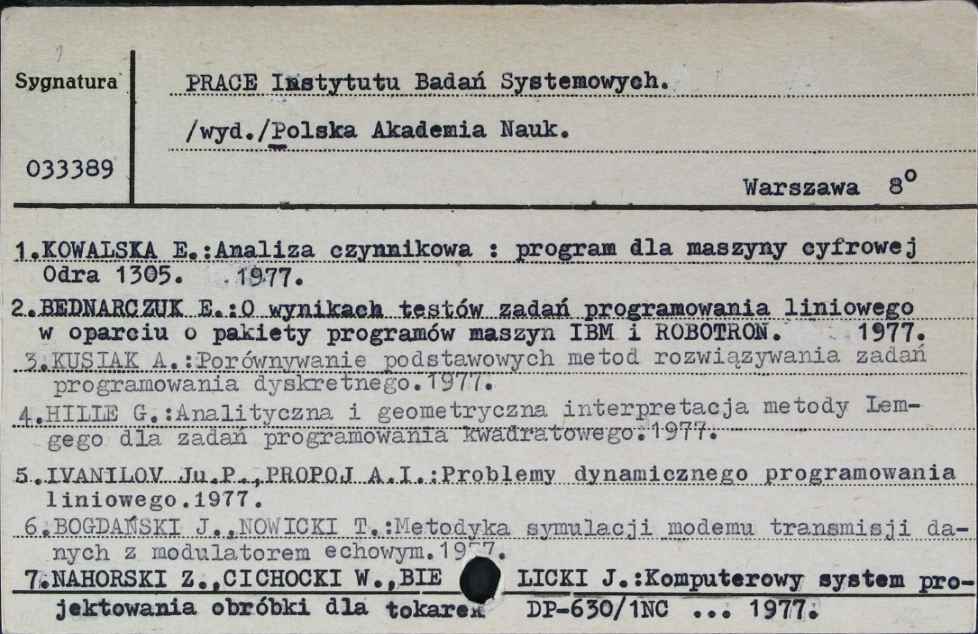 Sygnatura
PRACE Instytutu Badań Systemowych.
/wyd./Polska Akademia Nauk.
033389
Warszawa 8°
1.KOWALSKA E.:Analiza czynnikowa : program dla maszyny cyfrowej
Odra 1305. 1977.
2.BEDNARCZUK E.:O wynikach testów zadań programowania liniowego
w oparciu o pakiety programów maszyn IBM i ROBOTRON. 1977.
3.KUSIAK A.:Porównywanie podstawowych metod rozwiązywania zadań
programowania dyskretnego.1977.
4.HILIE G.:Analityczna i geometryczna interpretacja metody Lem-
gego dla zadań programowania kwadratowego.1977.
5.IVANILOV Ju.P.,PROPOJ A.I.:Problemy dynamicznego programowania
liniowego.1977.
6.BOGDAŃSKI J.,NOWICKI T.:Metodyka symulacji modemu transmisji da-
nych z modulatorem echowym.1977.
7.NAHORSKI Z.,CICHOCKI W.,BIE LICKI J.:Komputerowy system pro-
jektowania obróbki dla tokarek DP-630/1NC ... 1977.